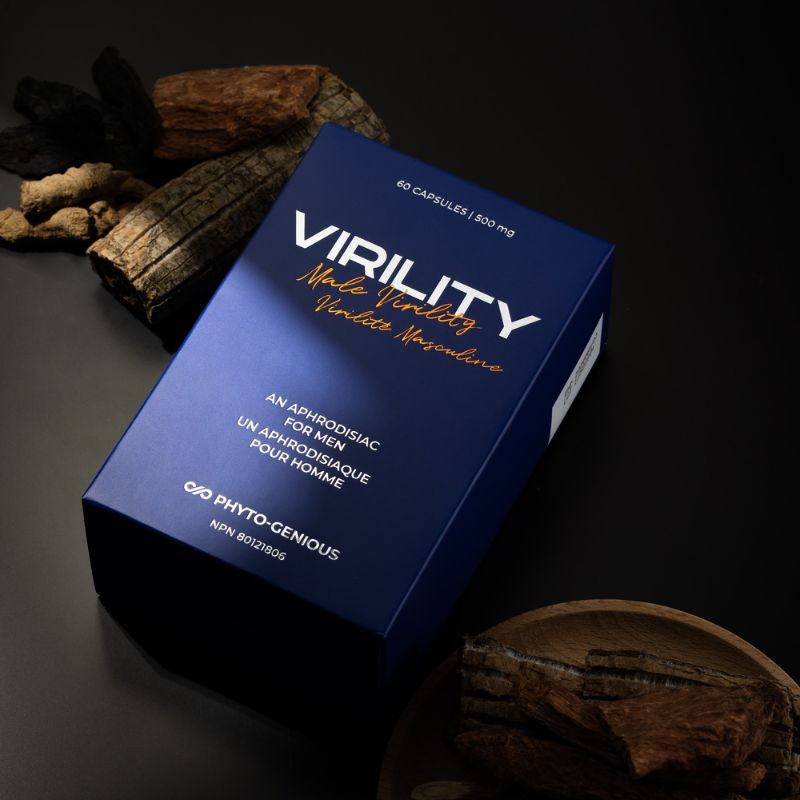 60 CAPSULES | 500 mg
VIRILITY
Male Virility
Virilité Masculine
AN APHRODISIAC
FOR MEN
UN APHRODISIAQUE
POUR HOMME
PHYTO-GENIOUS
NPN 80121806